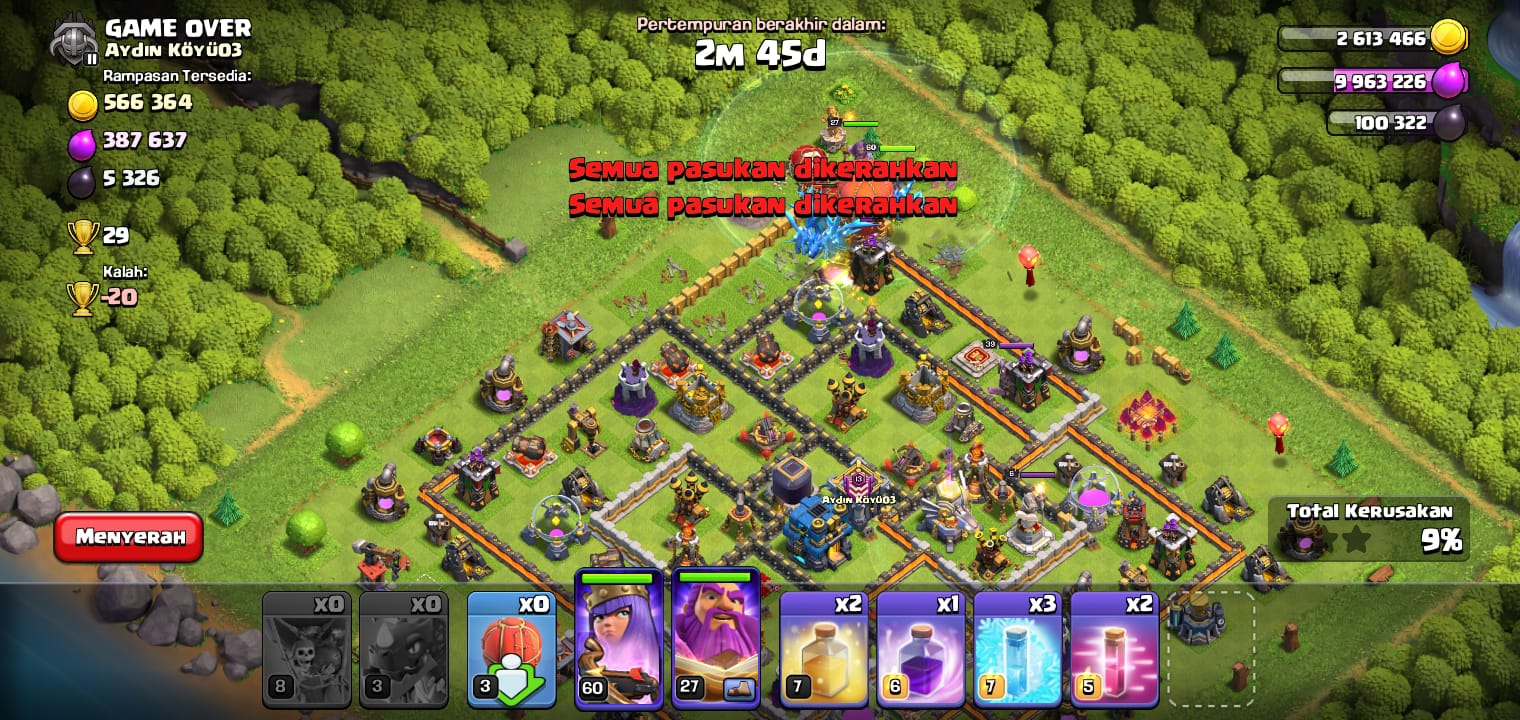 GAME OVER
Aydın Köyü03
Rampasan Tersedia:
566 364
387 637
5 326
29
Kalah:
-20
Pertempuran berakhir dalam:
2m 45d
2 613 466
9 963 226
100 322
27
60
Semua pasukan dikerahkan
Semua pasukan dikerahkan
39
6
13
Aydın Köyü03
Menyerah
Total Kerusakan
9%
x0
x0
x0
x2
x1
x3
x2
8
3
3
60
27
7
6
7
5